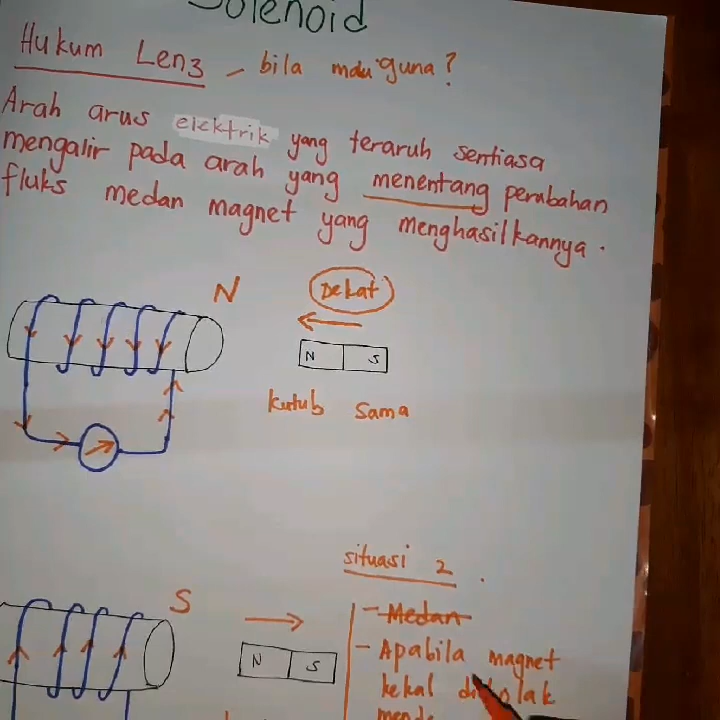 Solenoid
Hukum Lenz - bila mau guna?
Arah arus elektrik yang teraruh sentiasa
mengalir pada arah yang menentang perubahan
fluks medan magnet yang menghasilkannya.
N
Dekat
N S
kutub sama
situasi 2.
S
N S
- Medan
- Apabila magnet
kekal ditolak